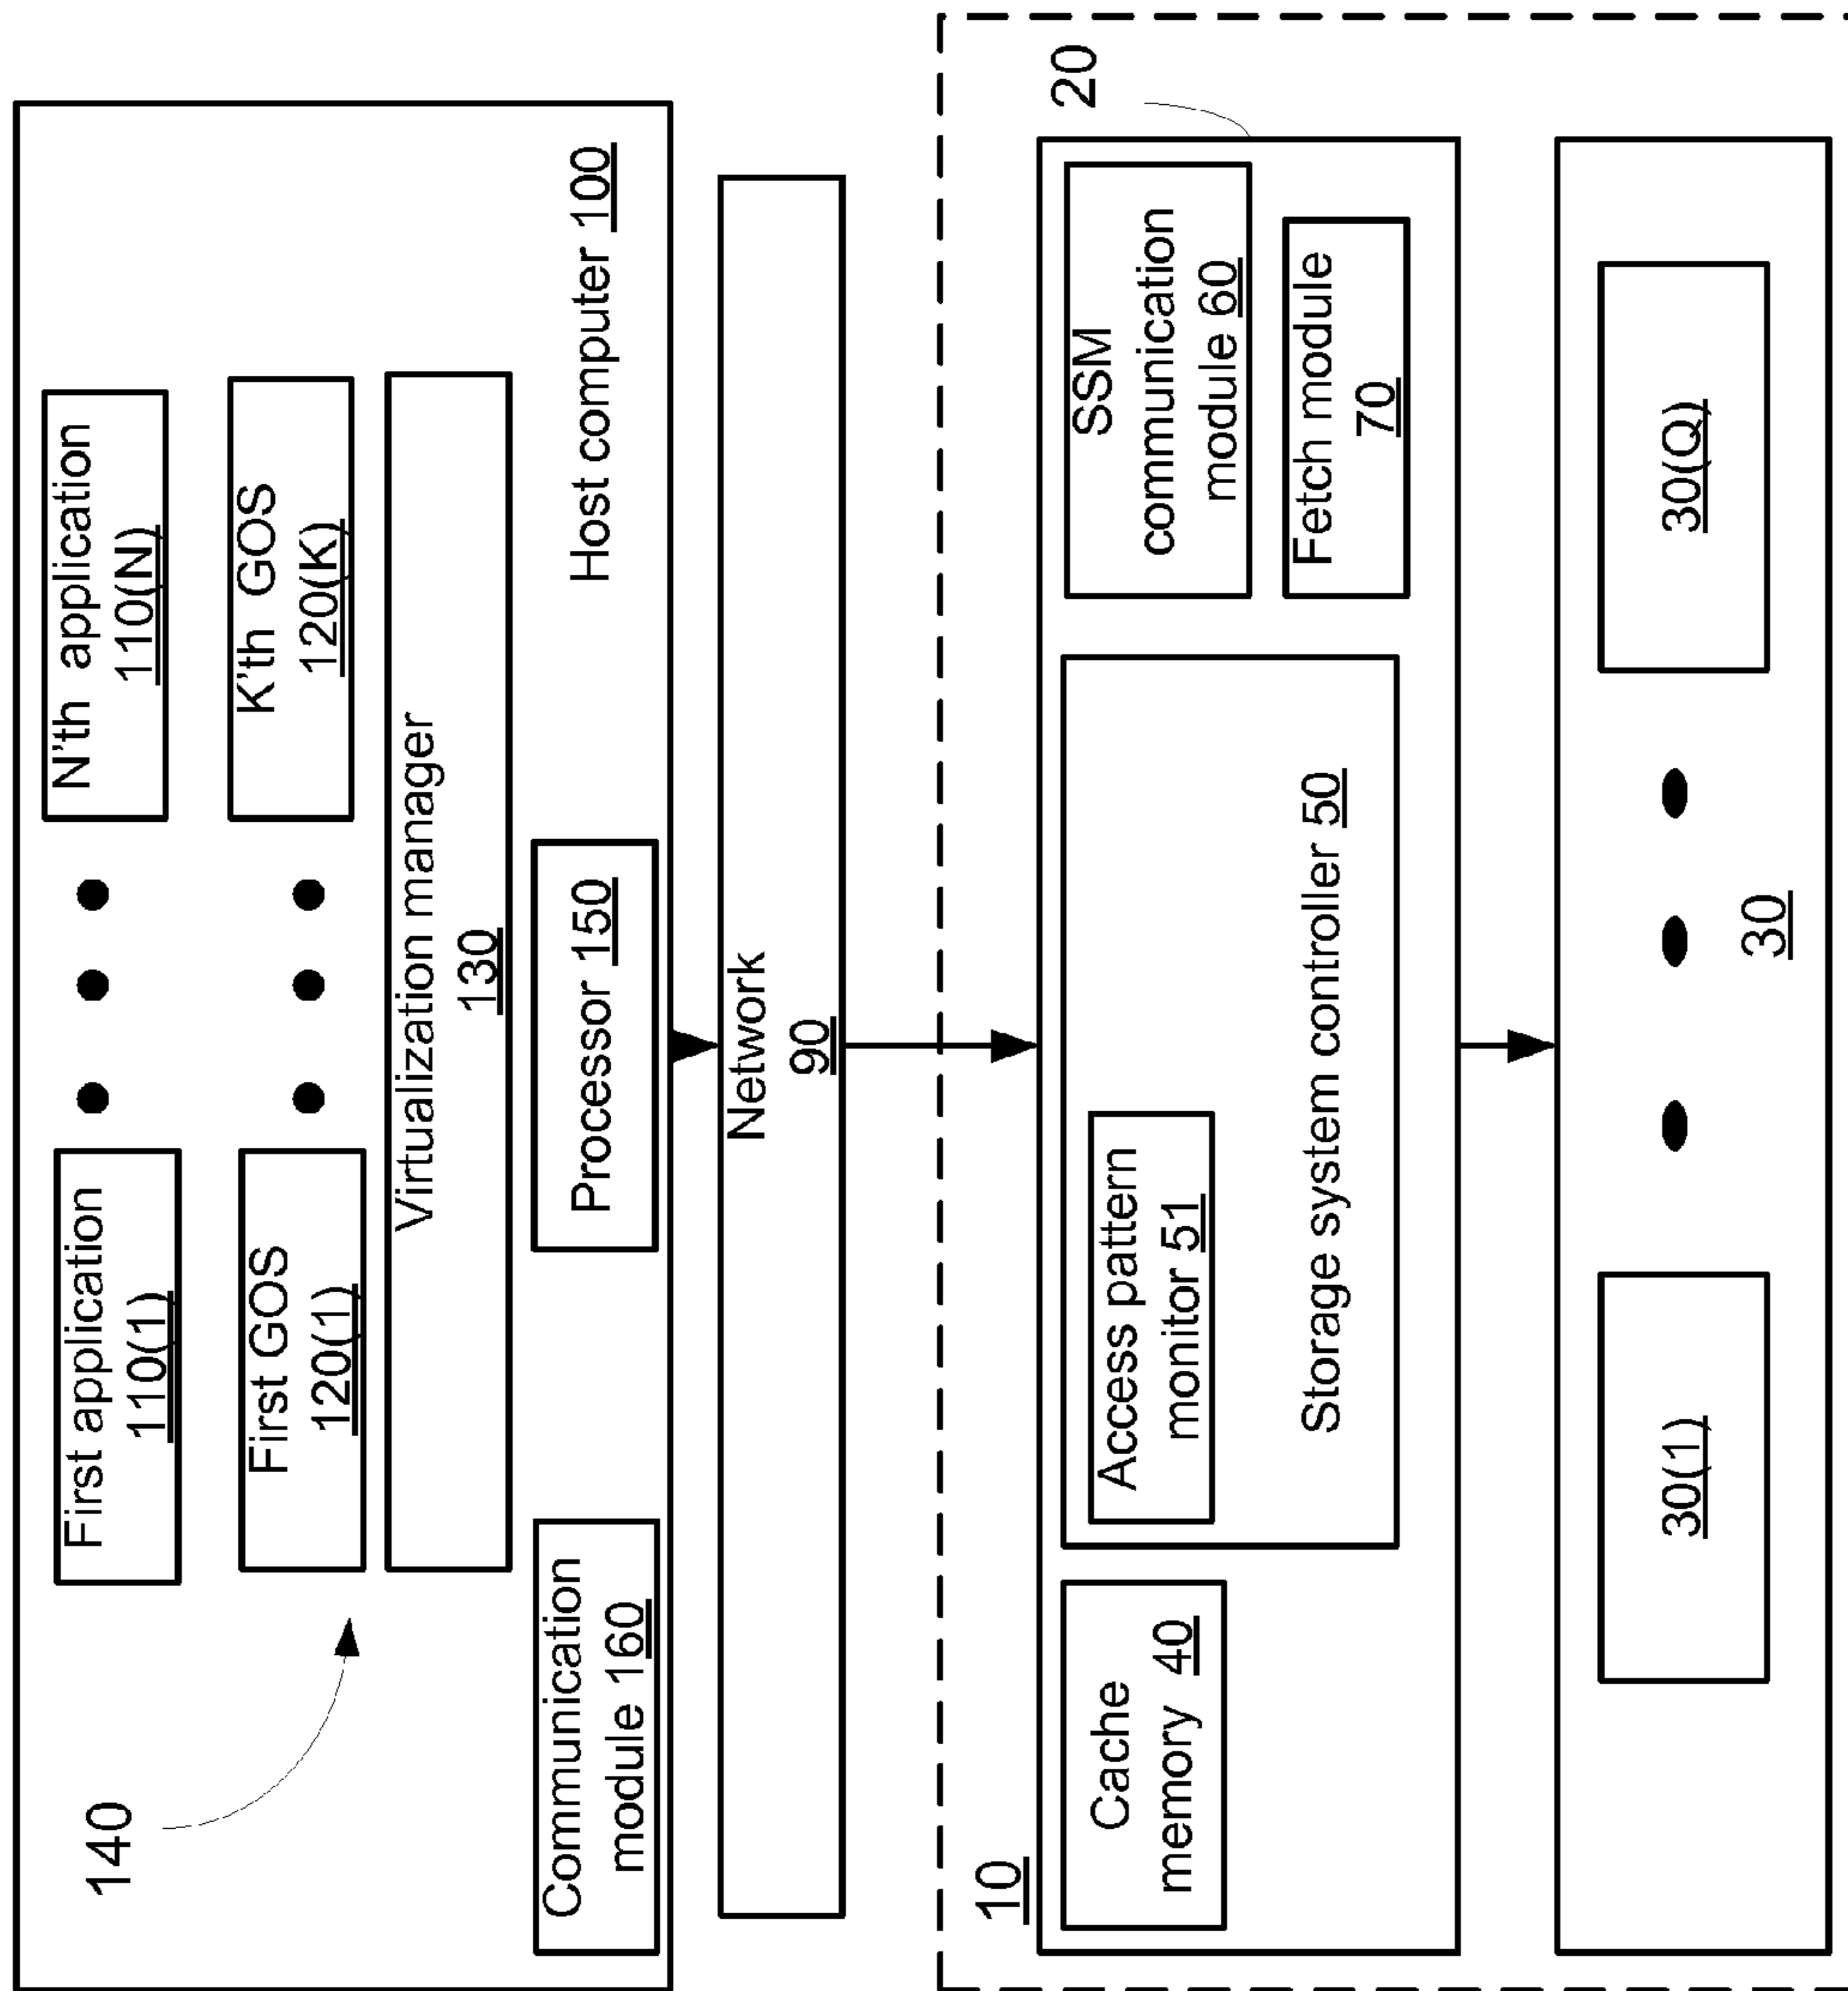 140
First application
110(1)
N'th application
110(N)
First GOS
120(1)
K'th GOS
120(K)
Virtualization manager
130
Communication
module 160
Processor 150
Host computer 100
Network
90
10
20
Cache
memory 40
Access pattern
monitor 51
Storage system controller 50
SSM
communication
module 60
Fetch module
70
30(1)
30(Q)
30